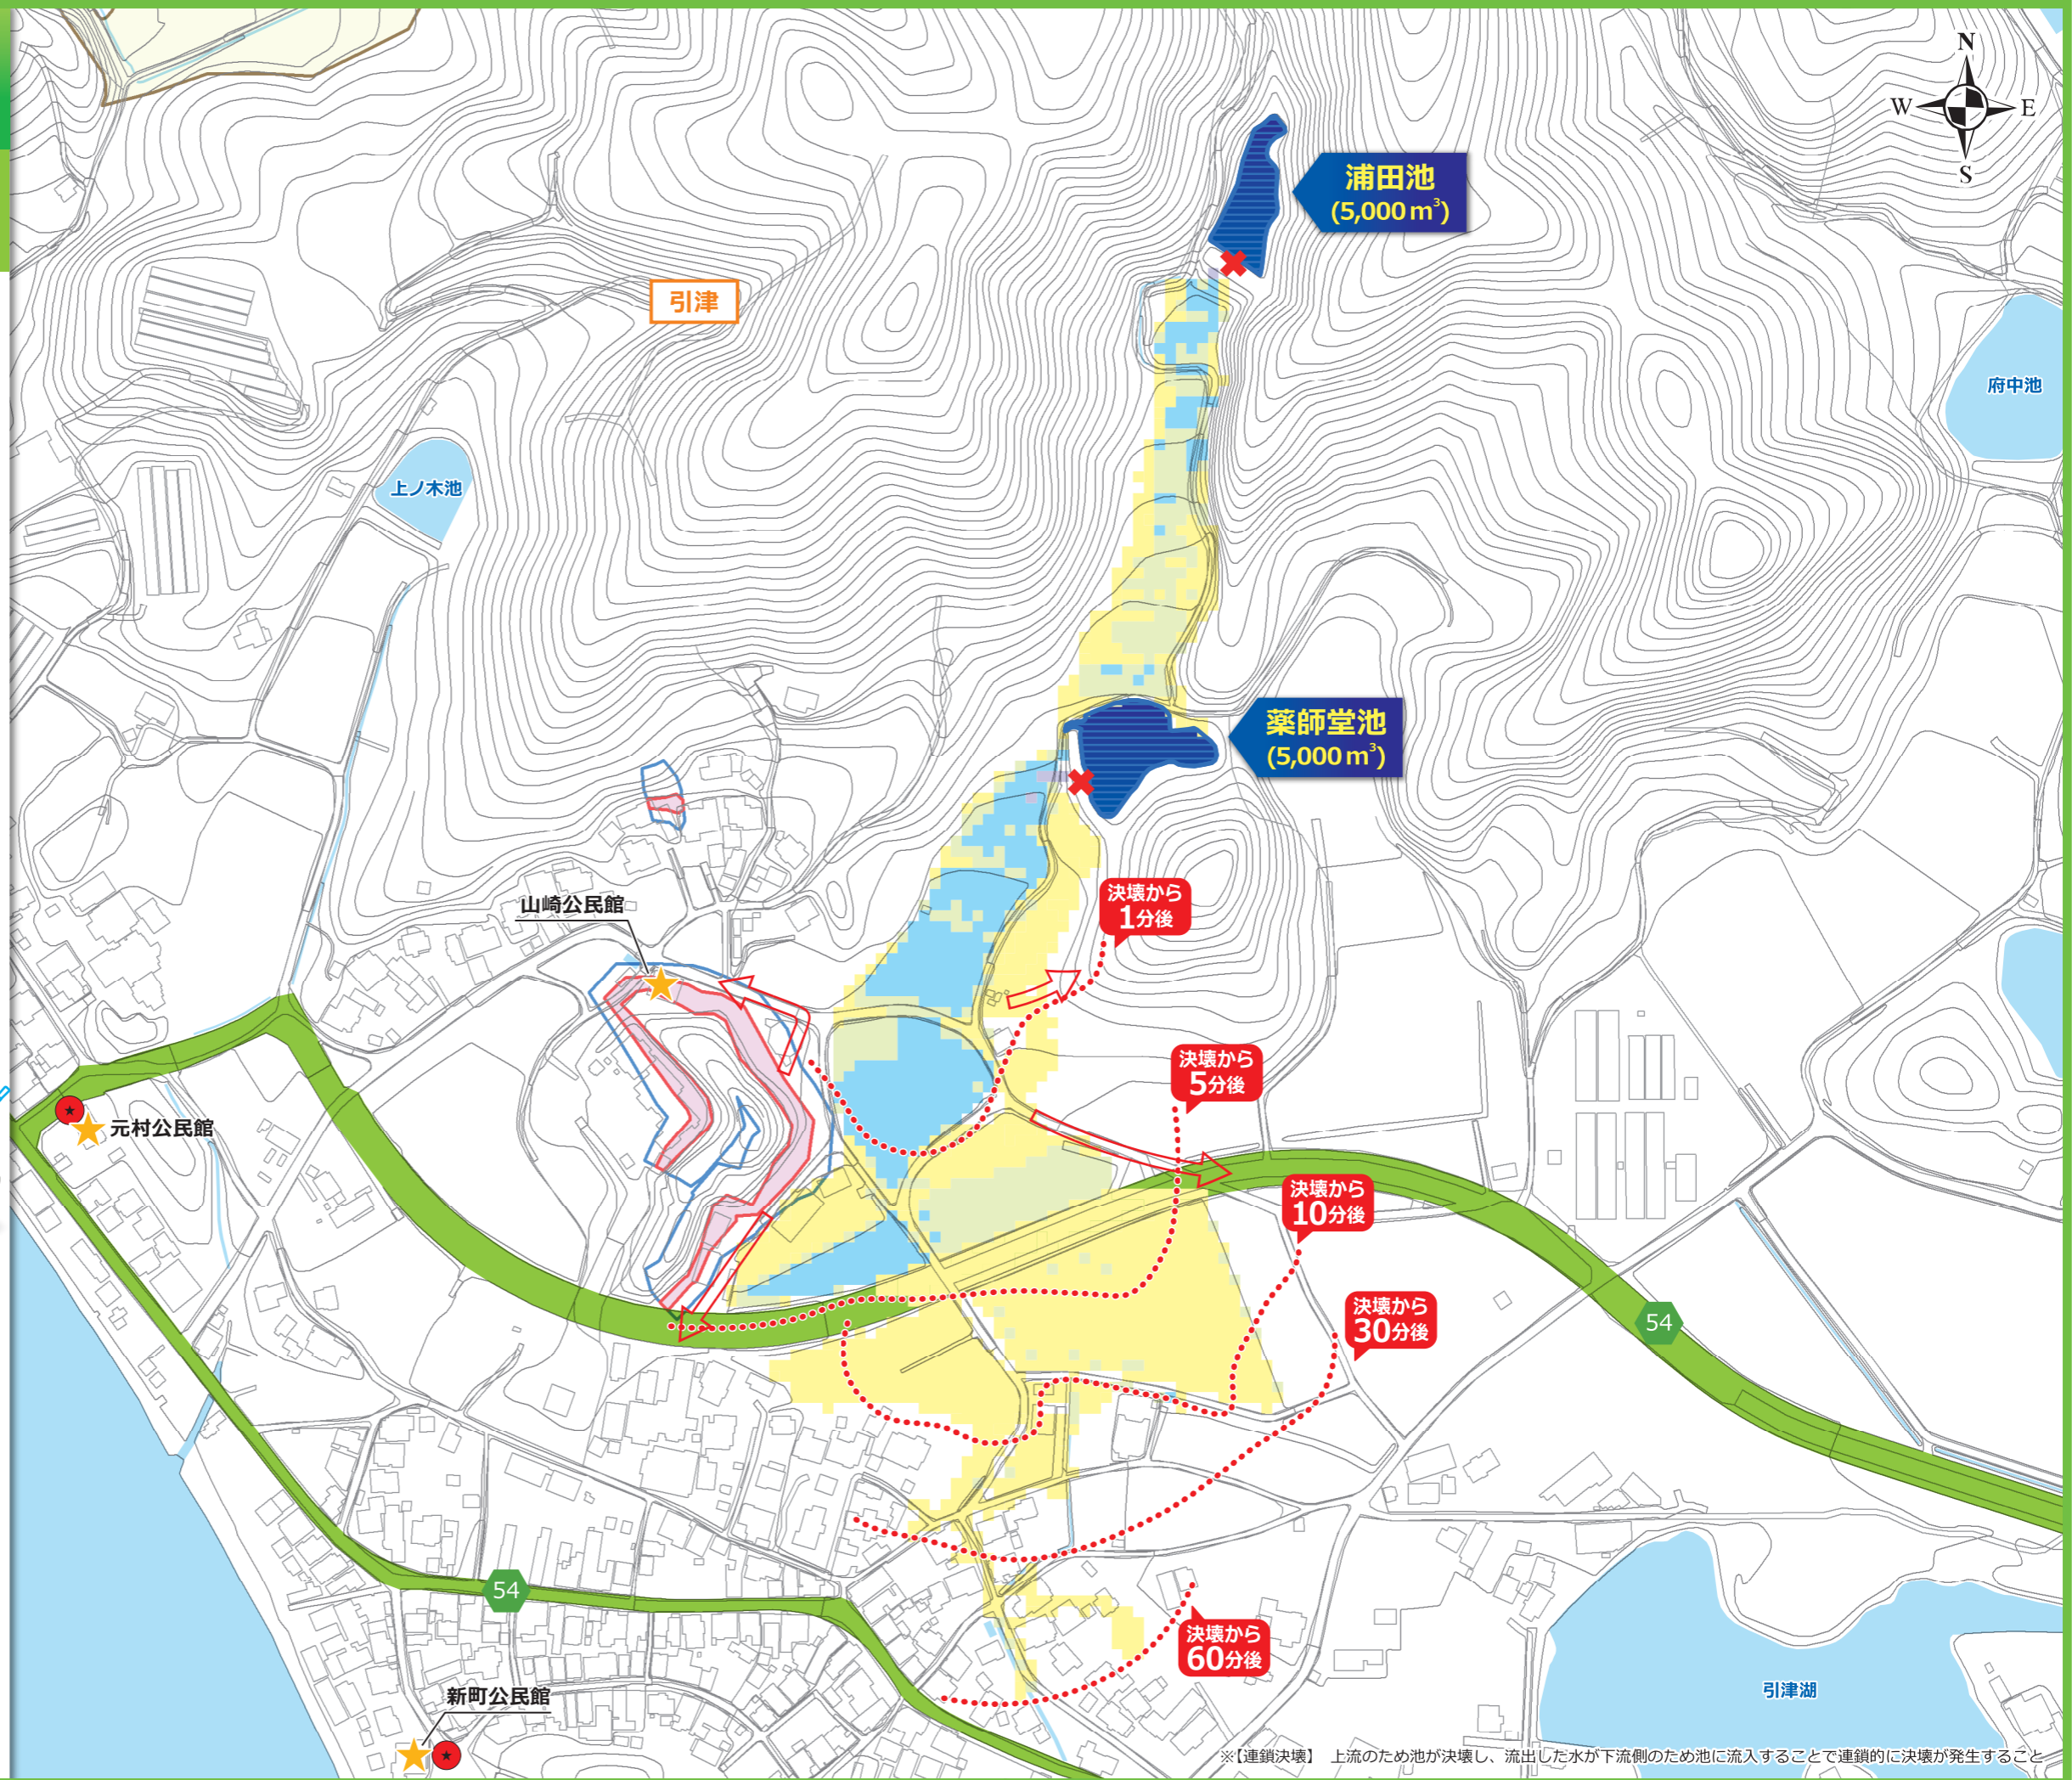 N
W
E
S
浦田池
(5,000m³)
引津
府中池
上ノ木池
薬師堂池
(5,000m³)
決壊から
1分後
山崎公民館
決壊から
5分後
元村公民館
決壊から
10分後
決壊から
30分後
54
54
決壊から
60分後
新町公民館
引津湖
※【連鎖決壊】 上流のため池が決壊し、流出した水が下流側のため池に流入することで連鎖的に決壊が発生すること